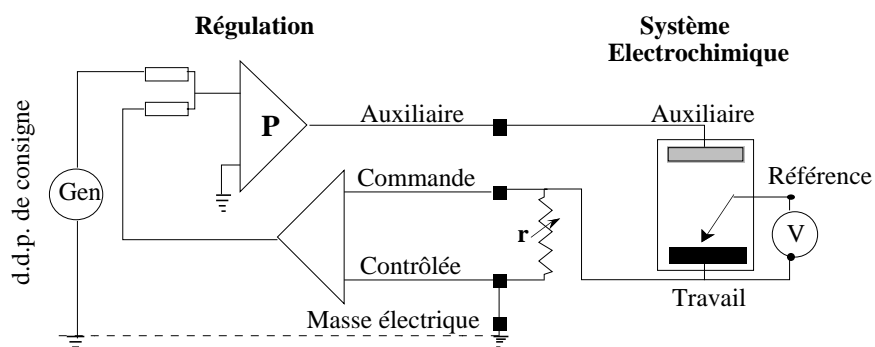 Régulation
Système
Electrochimique
P
Auxiliaire
Auxiliaire
d.d.p. de consigne
Gen
Commande
Référence
r
V
Contrôlée
Travail
Masse électrique